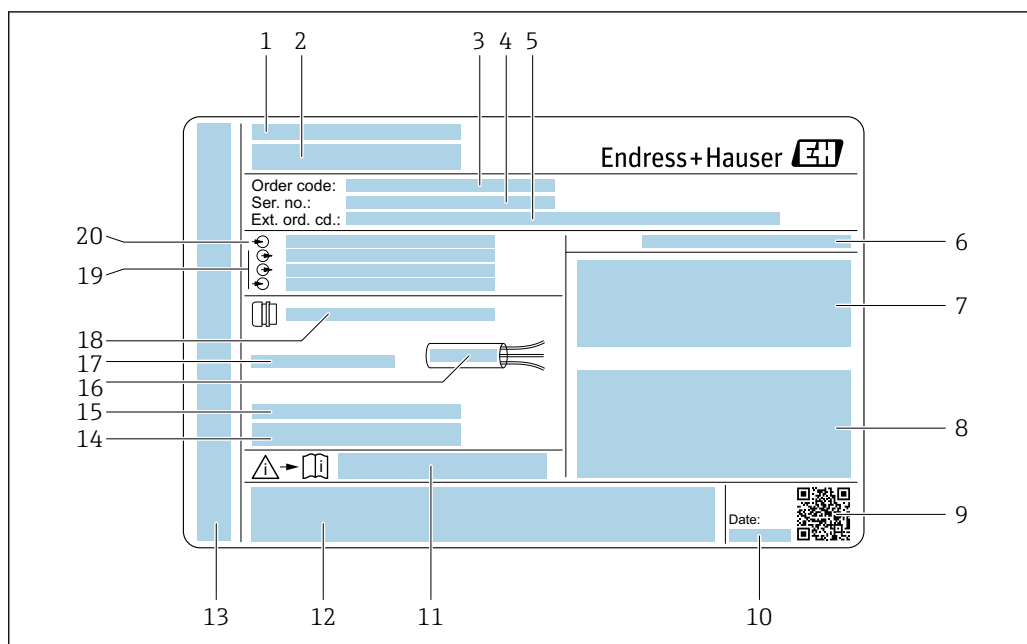 1 2 3 4 5
Endress+Hauser EH
Order code:
Ser. no.:
Ext. ord. cd.:
20
6
19
7
i
18
17
16
15
14
8
i i
Date:
9
13 12 11 10